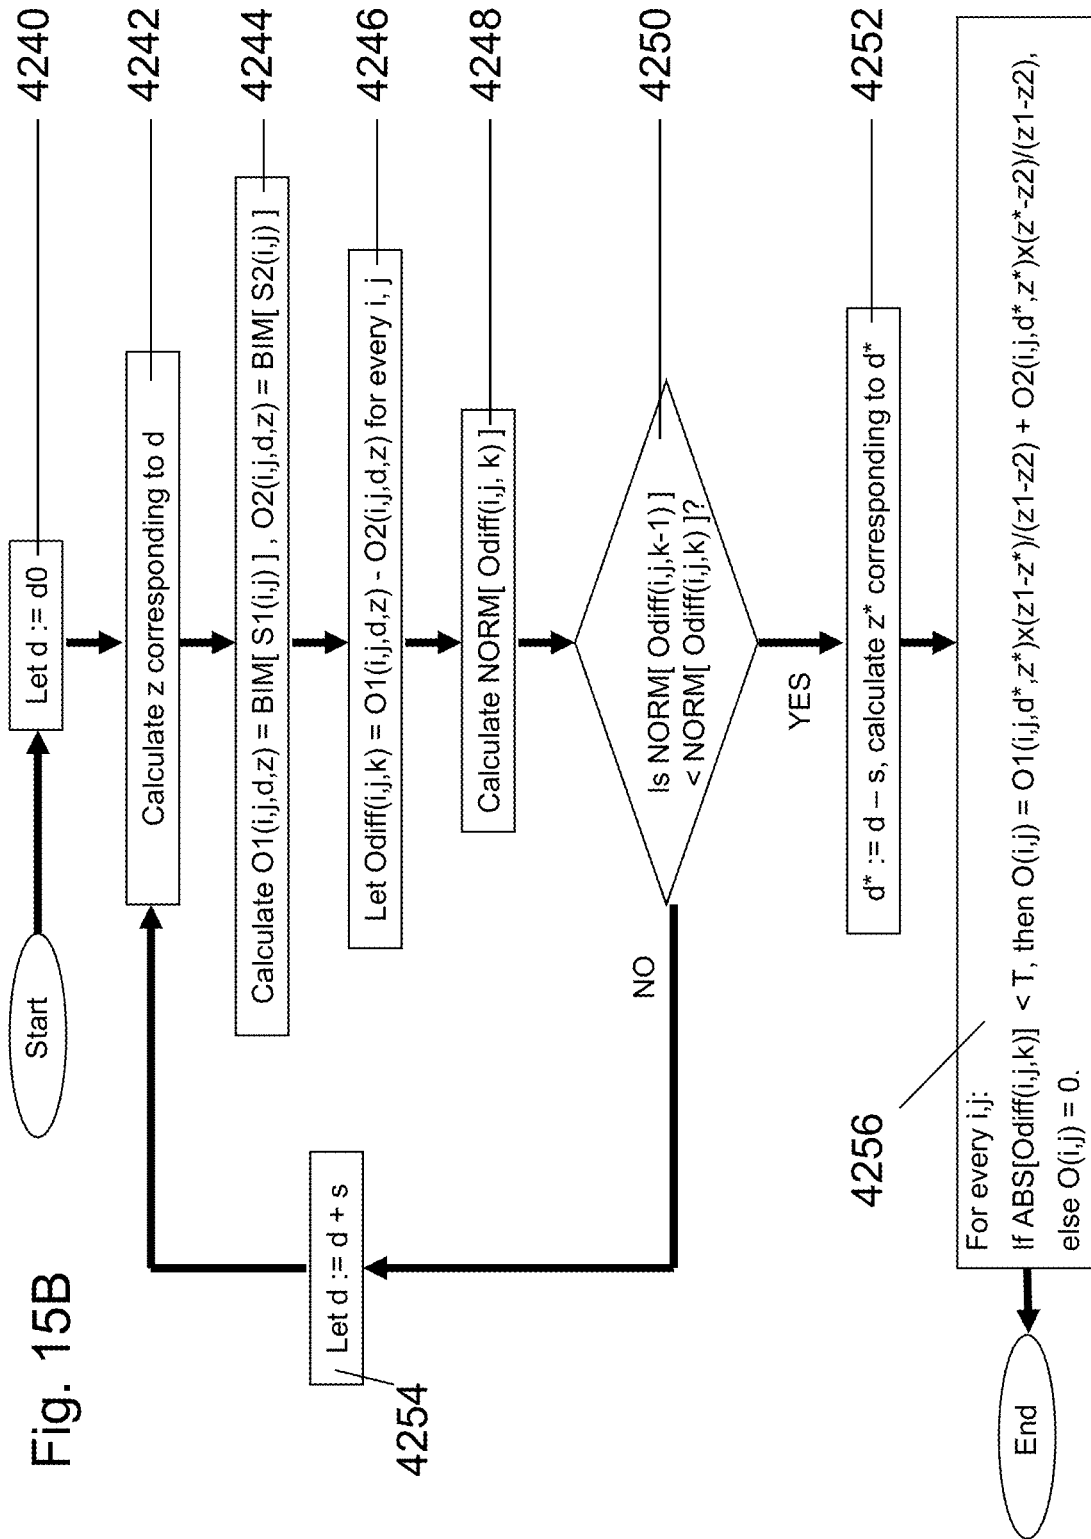 Fig. 15B
Start
Let d := d0
4240
Calculate z corresponding to d
4242
Calculate O1(i,j,d,z) = BIM[ S1(i,j) ] , O2(i,j,d,z) = BIM[ S2(i,j) ]
4244
Let Odiff(i,j,k) = O1(i,j,d,z) - O2(i,j,d,z) for every i, j
4246
Calculate NORM[ Odiff(i,j, k) ]
4248
Is NORM[ Odiff(i,j,k-1) ]
< NORM[ Odiff(i,j,k) ]?
4250
NO
YES
Let d := d + s
4254
d* := d – s, calculate z* corresponding to d*
4252
4256
For every i,j:
If ABS[Odiff(i,j,k)] < T, then O(i,j) = O1(i,j,d*,z*)x(z1-z*)/(z1-z2) + O2(i,j,d*,z*)x(z*-z2)/(z1-z2),
else O(i,j) = 0.
End